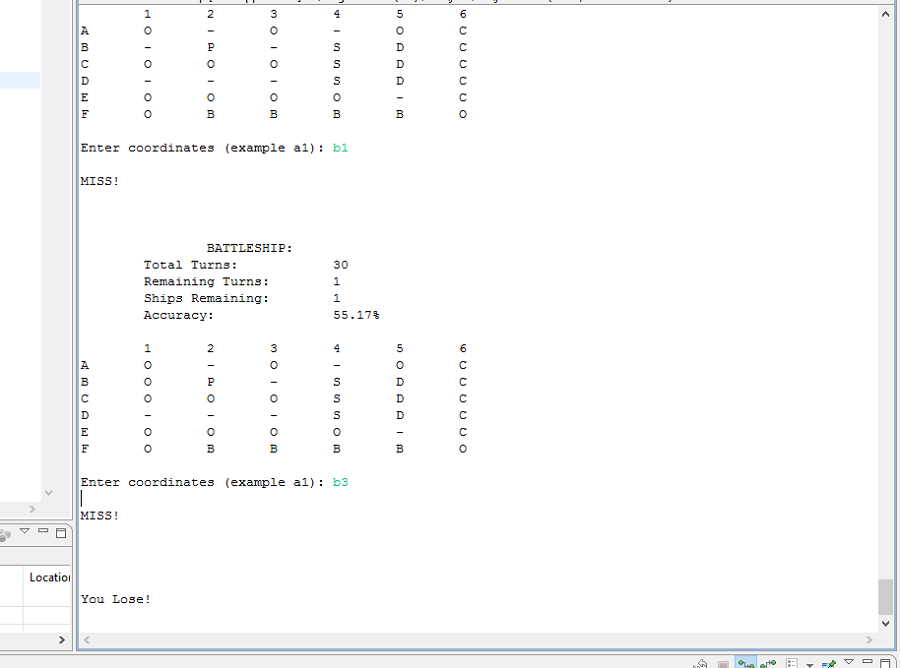 1 2 3 4 5 6
A O - O - O C
B - P - S D C
C O O O S D C
D - - - S D C
E O O O O - C
F O B B B B O
Enter coordinates (example a1): b1
MISS!
BATTLESHIP:
Total Turns: 30
Remaining Turns: 1
Ships Remaining: 1
Accuracy: 55.17%
1 2 3 4 5 6
A O - O - O C
B O P - S D C
C O O O S D C
D - - - S D C
E O O O O - C
F O B B B B O
Enter coordinates (example a1): b3
MISS!
Location
You Lose!